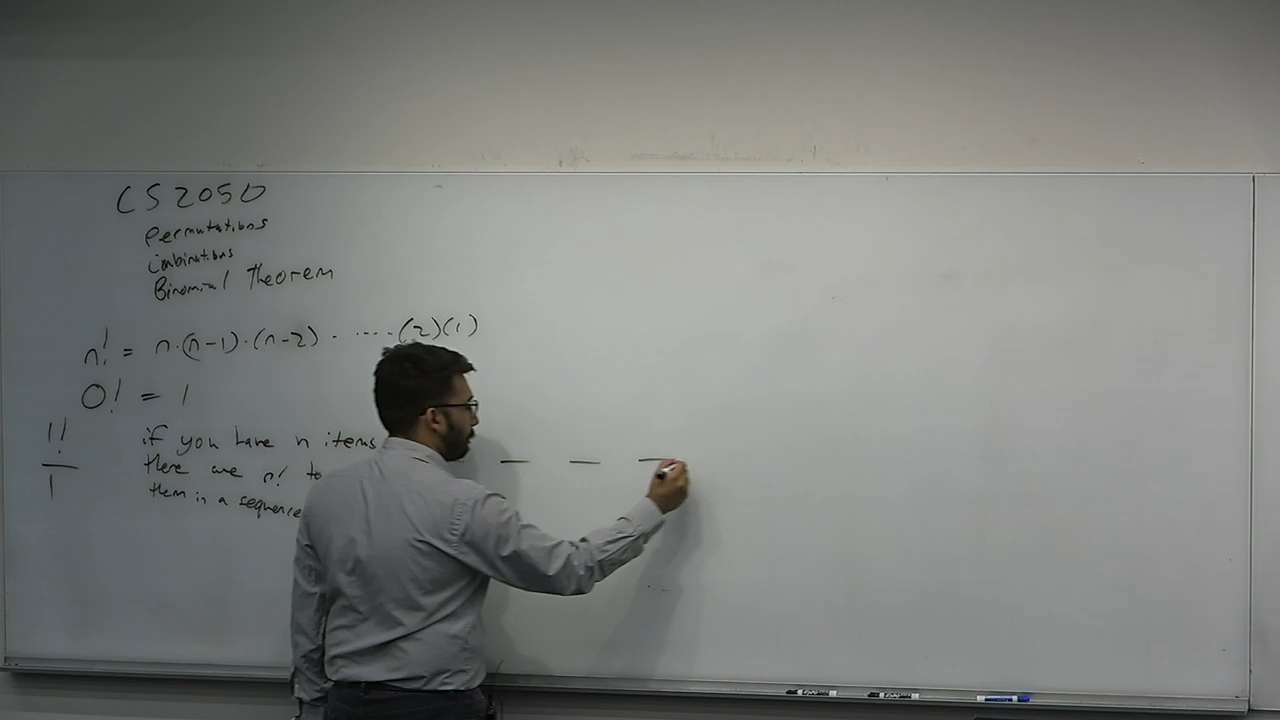 CS 2050
Permutations
Combinations
Binomial Theorem
n! = n·(n-1)·(n-2)· ····(2)(1)
0! = 1
1!
1
if you have n items
there are n! to
them in a sequence